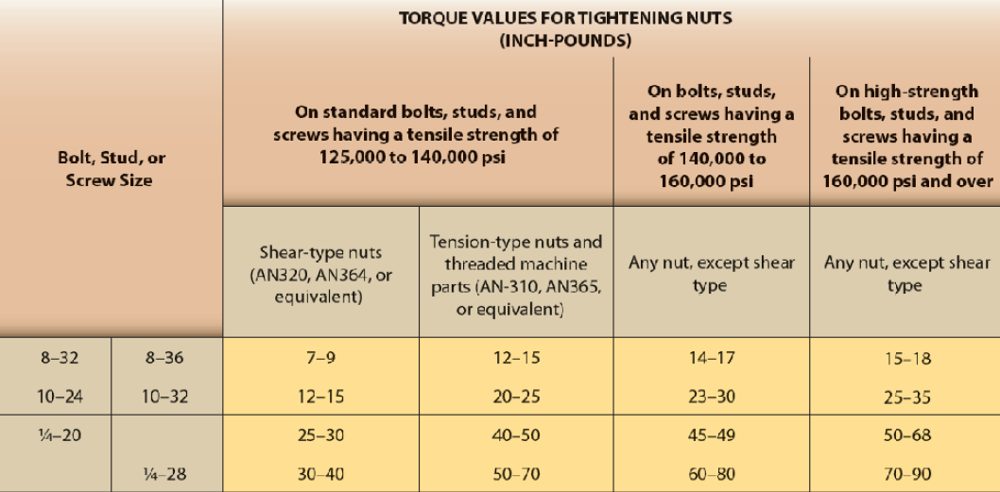 TORQUE VALUES FOR TIGHTENING NUTS
(INCH-POUNDS)
Bolt, Stud, or
Screw Size
On standard bolts, studs, and
screws having a tensile strength of
125,000 to 140,000 psi
On bolts, studs,
and screws having a
tensile strength
of 140,000 to
160,000 psi
On high-strength
bolts, studs, and
screws having a
tensile strength of
160,000 psi and over
Shear-type nuts
(AN320, AN364, or
equivalent)
Tension-type nuts and
threaded machine
parts (AN-310, AN365,
or equivalent)
Any nut, except shear
type
Any nut, except shear
type
8–32 8–36 7–9 12–15 14–17 15–18
10–24 10–32 12–15 20–25 23–30 25–35
¼–20 25–30 40–50 45–49 50–68
¼–28 30–40 50–70 60–80 70–90